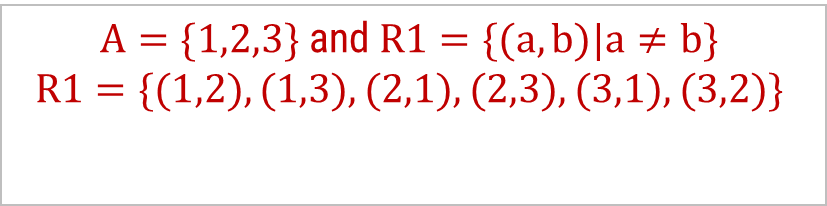 A = {1,2,3} and R1 = {(a, b)|a ≠ b}
R1 = {(1,2), (1,3), (2,1), (2,3), (3,1), (3,2)}